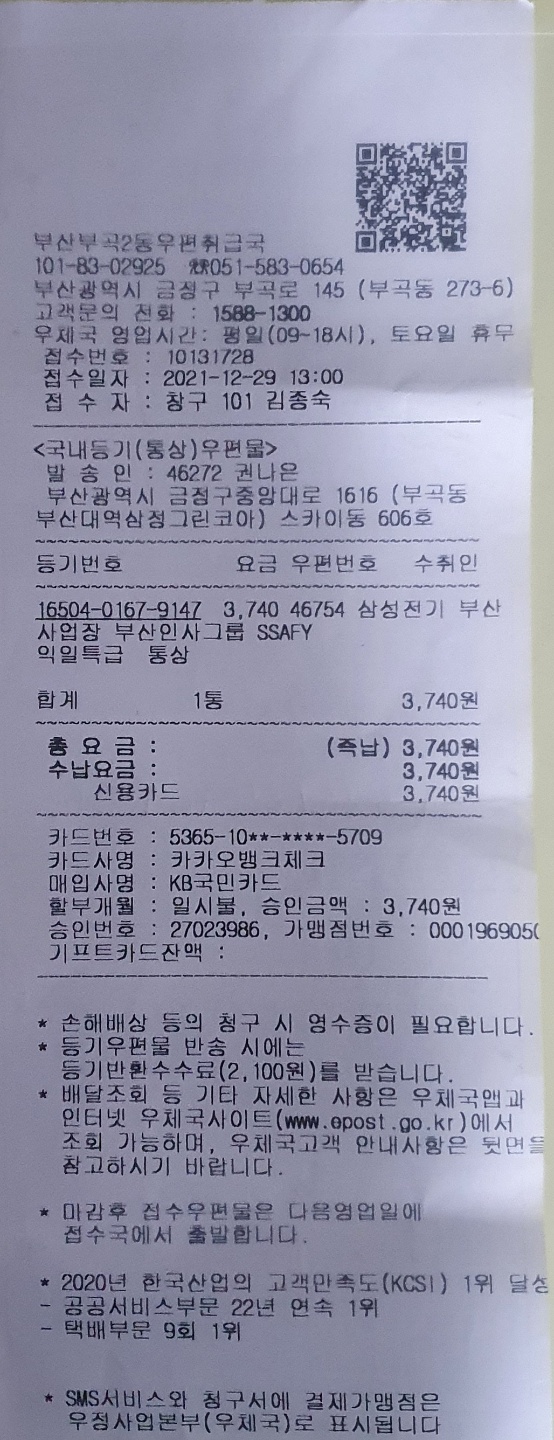 부산부곡2동우편취급국
101-83-02925 ☎051-583-0654
부산광역시 금정구 부곡로 145 (부곡동 273-6)
고객문의 전화 : 1588-1300
우체국 영업시간: 평일(09~18시), 토요일 휴무
접수번호 : 10131728
접수일자 : 2021-12-29 13:00
접 수 자 : 창구 101 김종숙
<국내등기(통상)우편물>
발 송 인 : 46272 권나은
부산광역시 금정구중앙대로 1616 (부곡동
부산대역삼정그린코아) 스카이동 606호
등기번호 요금 우편번호 수취인
16504-0167-9147 3,740 46754 삼성전기 부산
사업장 부산인사그룹 SSAFY
익일특급 통상
합계 1통 3,740원
총 요 금 : (즉납) 3,740원
수납요금 : 3,740원
신용카드 3,740원
카드번호 : 5365-10**-****-5709
카드사명 : 카카오뱅크체크
매입사명 : KB국민카드
할부개월 : 일시불, 승인금액 : 3,740원
승인번호 : 27023986, 가맹점번호 : 000196905
기프트카드잔액 :
* 손해배상 등의 청구 시 영수증이 필요합니다.
* 등기우편물 반송 시에는
등기반환수수료(2,100원)를 받습니다.
* 배달조회 등 기타 자세한 사항은 우체국앱과
인터넷 우체국사이트(www.epost.go.kr)에서
조회 가능하며, 우체국고객 안내사항은 뒷면을
참고하시기 바랍니다.
* 마감후 접수우편물은 다음영업일에
접수국에서 출발합니다.
* 2020년 한국산업의 고객만족도(KCSI) 1위 달성
- 공공서비스부문 22년 연속 1위
- 택배부문 9회 1위
* SMS서비스와 청구서에 결제가맹점은
우정사업본부(우체국)로 표시됩니다